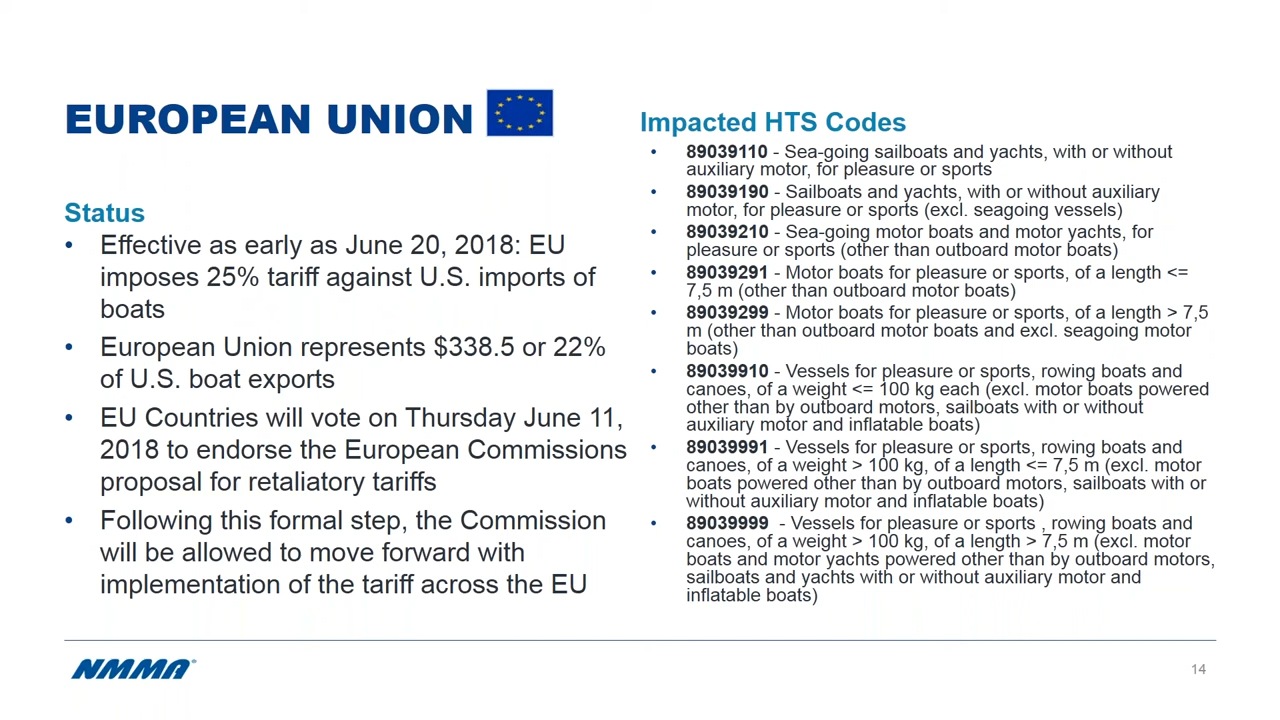 EUROPEAN UNION
Status
• Effective as early as June 20, 2018: EU
imposes 25% tariff against U.S. imports of
boats
• European Union represents $338.5 or 22%
of U.S. boat exports
• EU Countries will vote on Thursday June 11,
2018 to endorse the European Commissions
proposal for retaliatory tariffs
• Following this formal step, the Commission
will be allowed to move forward with
implementation of the tariff across the EU
Impacted HTS Codes
• 89039110 - Sea-going sailboats and yachts, with or without
auxiliary motor, for pleasure or sports
• 89039190 - Sailboats and yachts, with or without auxiliary
motor, for pleasure or sports (excl. seagoing vessels)
• 89039210 - Sea-going motor boats and motor yachts, for
pleasure or sports (other than outboard motor boats)
• 89039291 - Motor boats for pleasure or sports, of a length <=
7,5 m (other than outboard motor boats)
• 89039299 - Motor boats for pleasure or sports, of a length > 7,5
m (other than outboard motor boats and excl. seagoing motor
boats)
• 89039910 - Vessels for pleasure or sports, rowing boats and
canoes, of a weight <= 100 kg each (excl. motor boats powered
other than by outboard motors, sailboats with or without
auxiliary motor and inflatable boats)
• 89039991 - Vessels for pleasure or sports, rowing boats and
canoes, of a weight > 100 kg, of a length <= 7,5 m (excl. motor
boats powered other than by outboard motors, sailboats with or
without auxiliary motor and inflatable boats)
• 89039999  - Vessels for pleasure or sports , rowing boats and
canoes, of a weight > 100 kg, of a length > 7,5 m (excl. motor
boats and motor yachts powered other than by outboard motors,
sailboats and yachts with or without auxiliary motor and
inflatable boats)
NMMA®
14